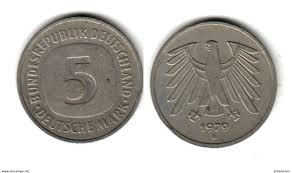 BUNDESREPUBLIK DEUTSCHLAND
5
DEUTSCHE MARK
1979